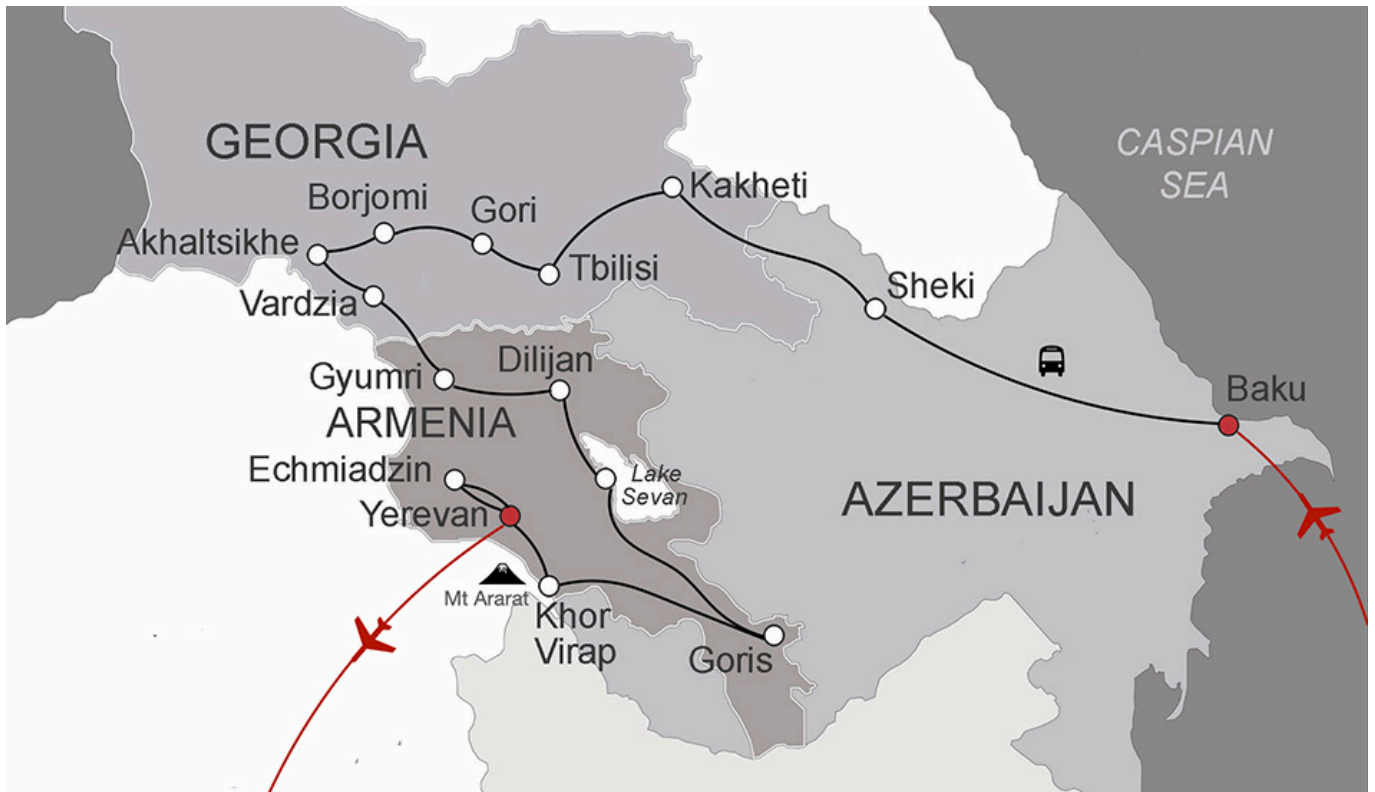 GEORGIA
CASPIAN
SEA
Borjomi
Gori
Kakheti
Akhaltsikhe
Tbilisi
Vardzia
Sheki
Gyumri
Dilijan
Baku
ARMENIA
Echmiadzin
Lake
Sevan
AZERBAIJAN
Yerevan
Mt Ararat
Khor
Virap
Goris